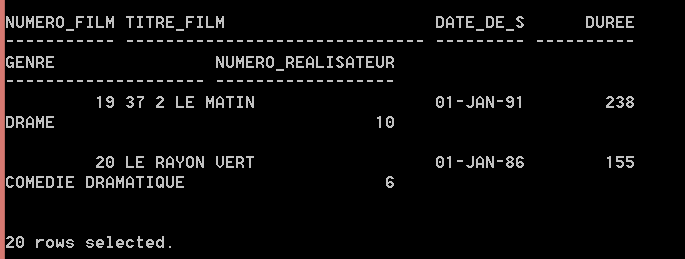 NUMERO_FILM TITRE_FILM                     DATE_DE_S      DUREE
----------- ------------------------------ --------- ----------
GENRE                NUMERO_REALISATEUR
-------------------- ------------------
         19 37 2 LE MATIN                  01-JAN-91        238
DRAME                                10
         20 LE RAYON VERT                  01-JAN-86        155
COMEDIE DRAMATIQUE                    6
20 rows selected.